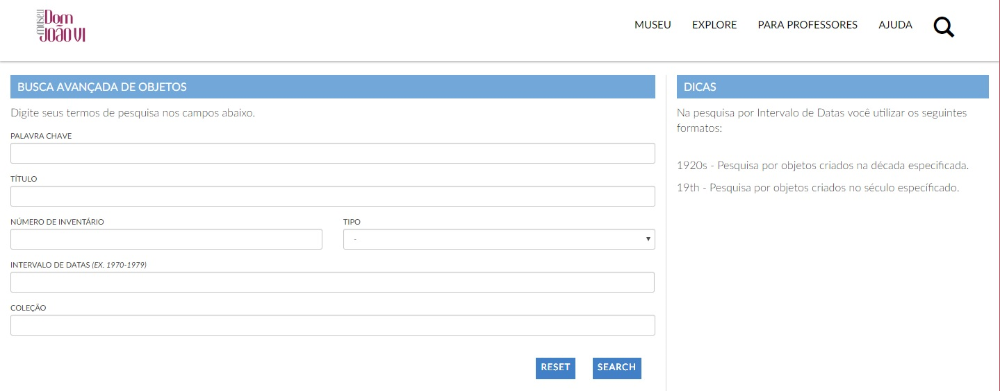 museu
Dom
JOÃO VI
MUSEU EXPLORE PARA PROFESSORES AJUDA
BUSCA AVANÇADA DE OBJETOS
Digite seus termos de pesquisa nos campos abaixo.
PALAVRA CHAVE
TÍTULO
NÚMERO DE INVENTÁRIO TIPO
-
INTERVALO DE DATAS (EX. 1970-1979)
COLEÇÃO
RESET SEARCH
DICAS
Na pesquisa por Intervalo de Datas você utilizar os seguintes
formatos:
1920s - Pesquisa por objetos criados na década especificada.
19th - Pesquisa por objetos criados no século específicado.